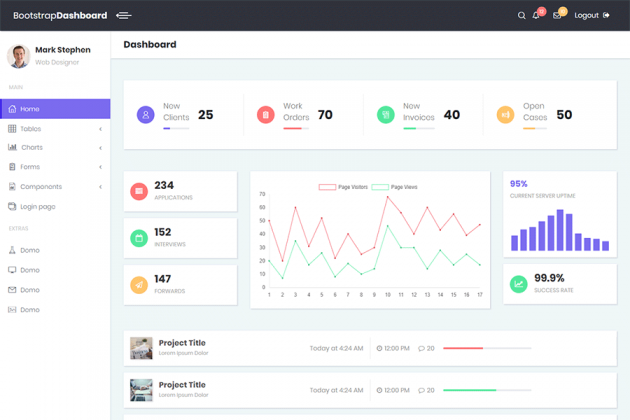 BootstrapDashboard
Logout
Mark Stephen
Web Designer
MAIN
Home
Tables
Charts
Forms
Components
Login page
EXTRAS
Demo
Demo
Demo
Demo
Dashboard
New Clients 25
Work Orders 70
New Invoices 40
Open Cases 50
234
APPLICATIONS
152
INTERVIEWS
147
FORWARDS
Page Visitors Page Views
70
60
50
40
30
20
10
0
1 2 3 4 5 6 7 8 9 10 11 12 13 14 15 16 17
95%
CURRENT SERVER UPTIME
99.9%
SUCCESS RATE
Project Title
Lorem Ipsum Dolor
Today at 4:24 AM 12:00 PM 20
Project Title
Lorem Ipsum Dolor
Today at 4:24 AM 12:00 PM 20